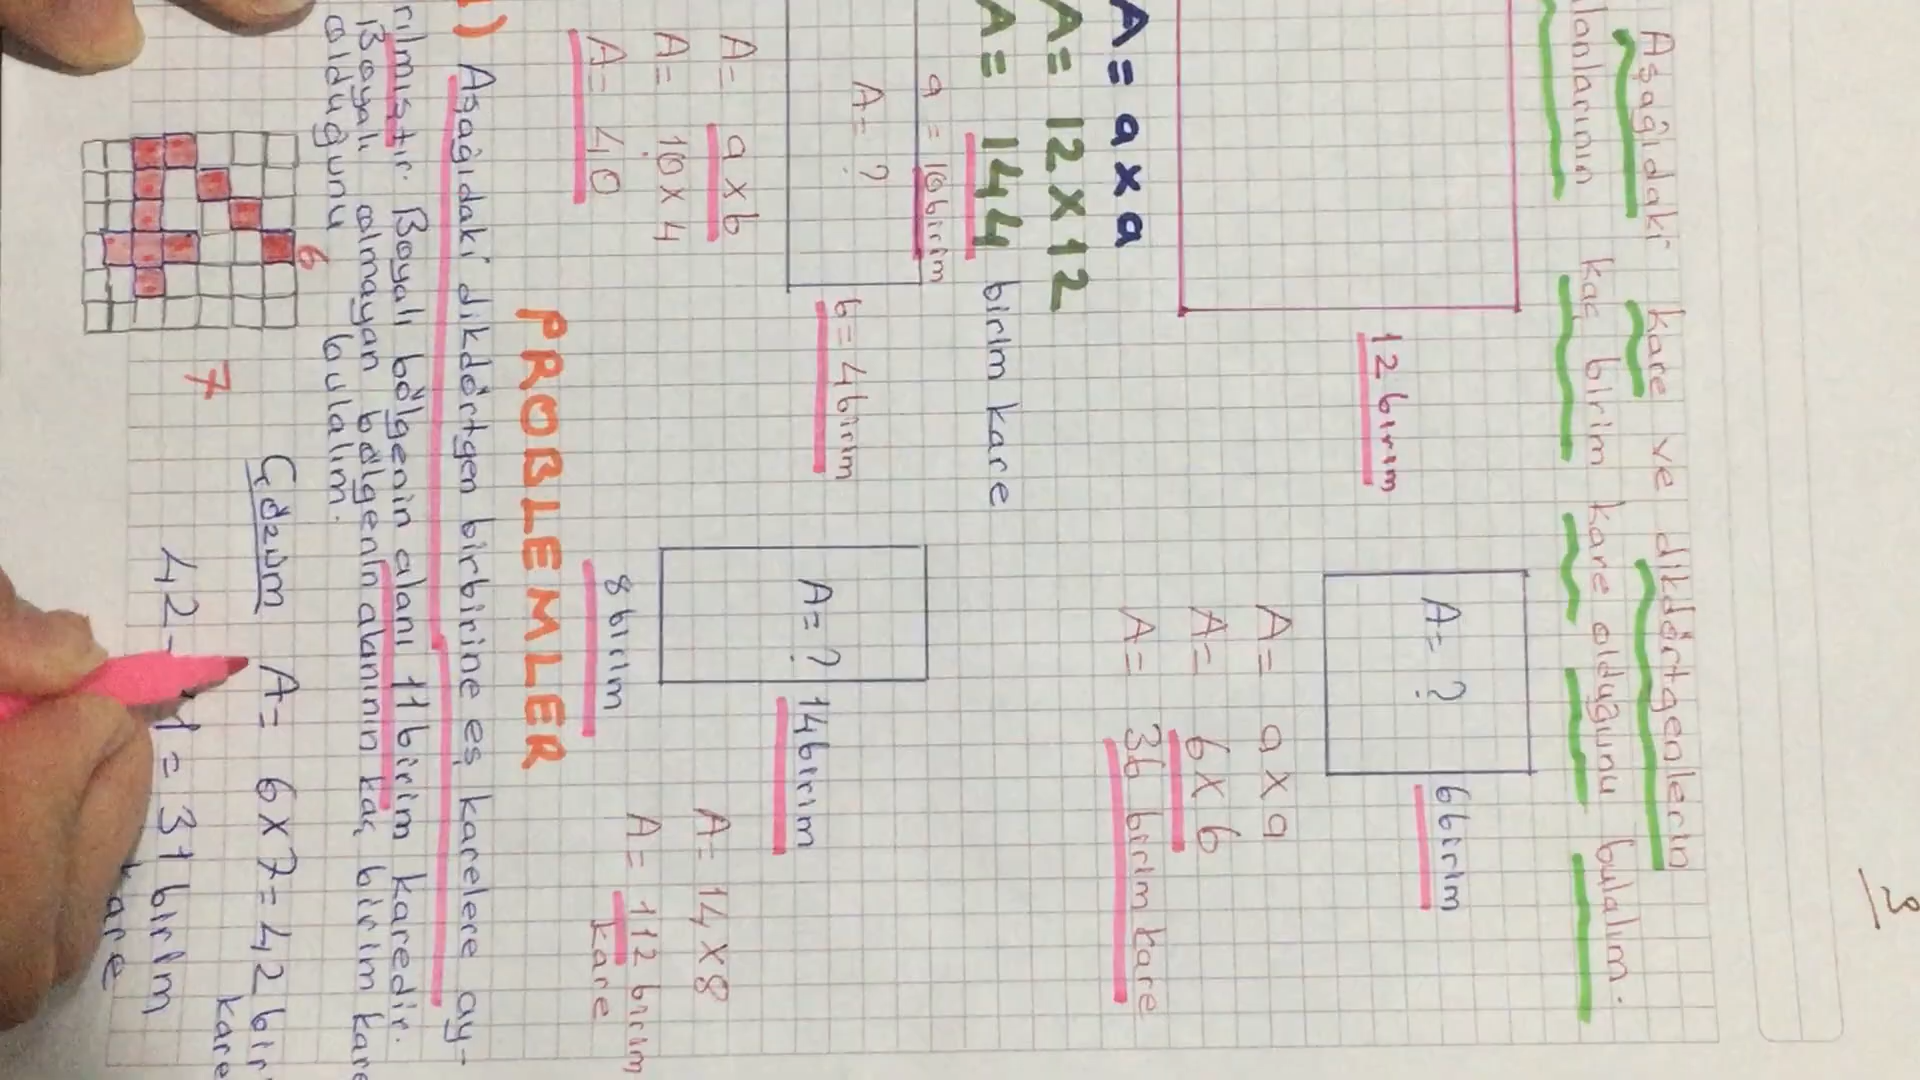 Aşağıdaki kare ve dikdörtgenlerin
alanlarının kaç birim kare olduğunu bulalım.
12 birim
A = ?
6 birim
A = a x a
A = 12 x 12
A = 144 birim kare
A = a x a
A = 6 x 6
A = 36 birim kare
a = 10 birim
A = ?
b = 4 birim
A = a x b
A = 10 x 4
A = 40
A = ?
14 birim
8 birim
A = 14 x 8
A = 112 birim
kare
PROBLEMLER
1) Aşağıdaki dikdörtgen birbirine eş karelere ay-
rılmıştır. Boyalı bölgenin alanı 11 birim karedir.
Boyalı olmayan bölgenin alanının kaç birim kare
olduğunu bulalım.
6
7
Çözüm
A = 6 x 7 = 42 bir
kare
42 - 1 = 31 birim
kare